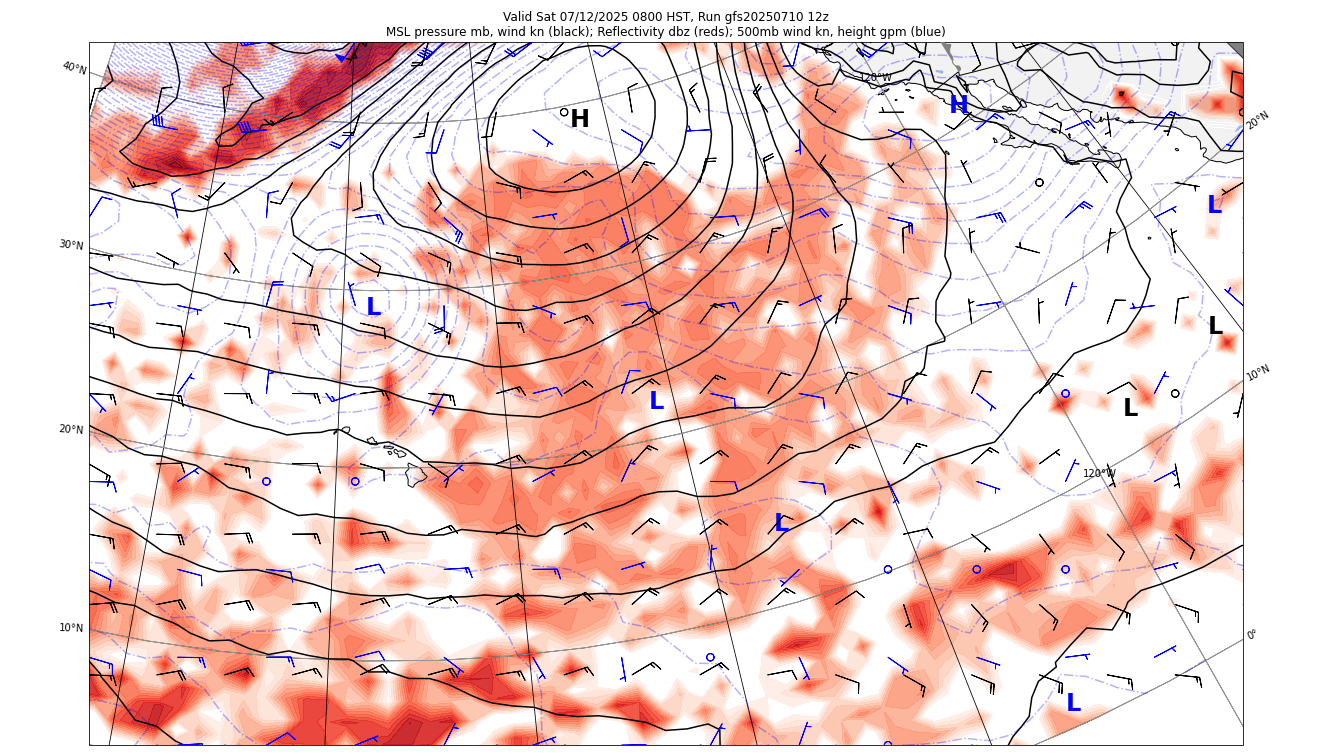 Valid Sat 07/12/2025 0800 HST, Run gfs20250710 12z
MSL pressure mb, wind kn (black); Reflectivity dbz (reds); 500mb wind kn, height gpm (blue)
40°N
120°W
H
H
20°N
L
30°N
L
L
10°N
L
L
20°N
120°W
L
10°N
0°
L